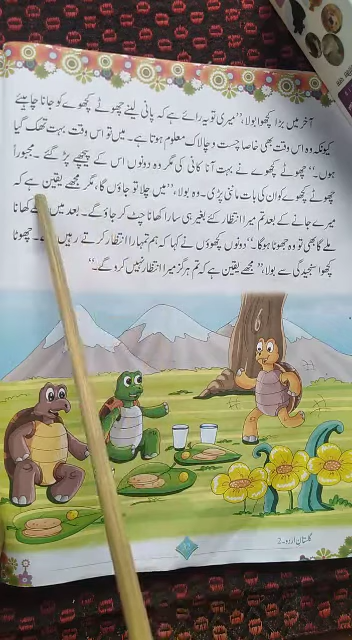 آخر میں بڑا کچھوا بولا، ”میری تو یہ رائے ہے کہ پانی لینے چھوٹے کچھوے کو جانا چاہیئے
کیونکہ وہ اس وقت بھی خاصا چست و چالاک معلوم ہوتا ہے۔ میں تو اس وقت بہت تھک گیا
ہوں۔“ چھوٹے کچھوے نے بہت آنا کانی کی مگر وہ دونوں اس کے پیچھے پڑ گئے۔ مجبوراً
چھوٹے کچھوے کو ان کی بات ماننی پڑی۔ وہ بولا، ”میں چلا تو جاؤں گا، مگر مجھے یقین ہے کہ
میرے جانے کے بعد تم میرا انتظار کئے بغیر ہی سارا کھانا چٹ کر جاؤ گے۔ بعد میں کھانا
ملے گا بھی تو وہ جھوٹا ہوگا۔“ دونوں کچھوؤں نے کہا کہ ہم تمہارا انتظار کرتے رہیں چھوٹا
کچھوا سنجیدگی سے بولا، ”مجھے یقین ہے کہ تم ہرگز میرا انتظار نہیں کرو گے۔“
گلستانِ اردو۔2